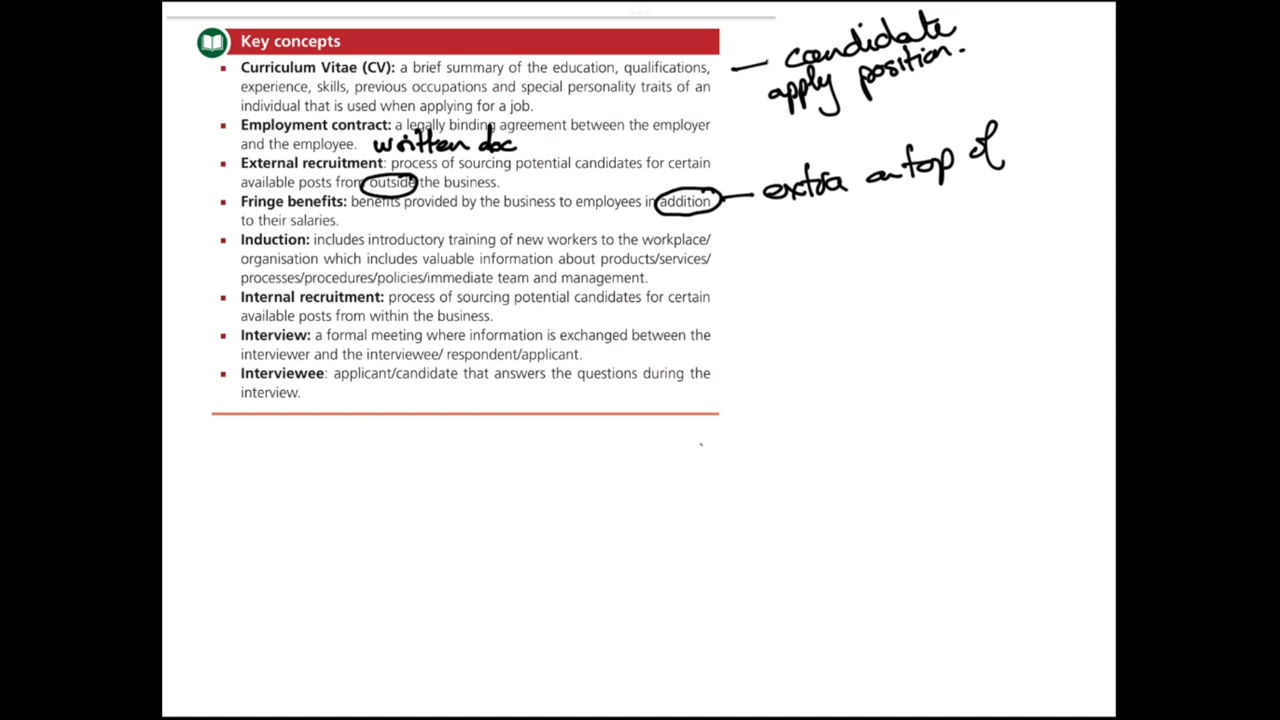 Key concepts
Curriculum Vitae (CV): a brief summary of the education, qualifications,
experience, skills, previous occupations and special personality traits of an
individual that is used when applying for a job.
— candidate
apply position.
Employment contract: a legally binding agreement between the employer
and the employee. written doc
External recruitment: process of sourcing potential candidates for certain
available posts from outside the business.
Fringe benefits: benefits provided by the business to employees in addition
to their salaries.
— extra on top of
Induction: includes introductory training of new workers to the workplace/
organisation which includes valuable information about products/services/
processes/procedures/policies/immediate team and management.
Internal recruitment: process of sourcing potential candidates for certain
available posts from within the business.
Interview: a formal meeting where information is exchanged between the
interviewer and the interviewee/ respondent/applicant.
Interviewee: applicant/candidate that answers the questions during the
interview.